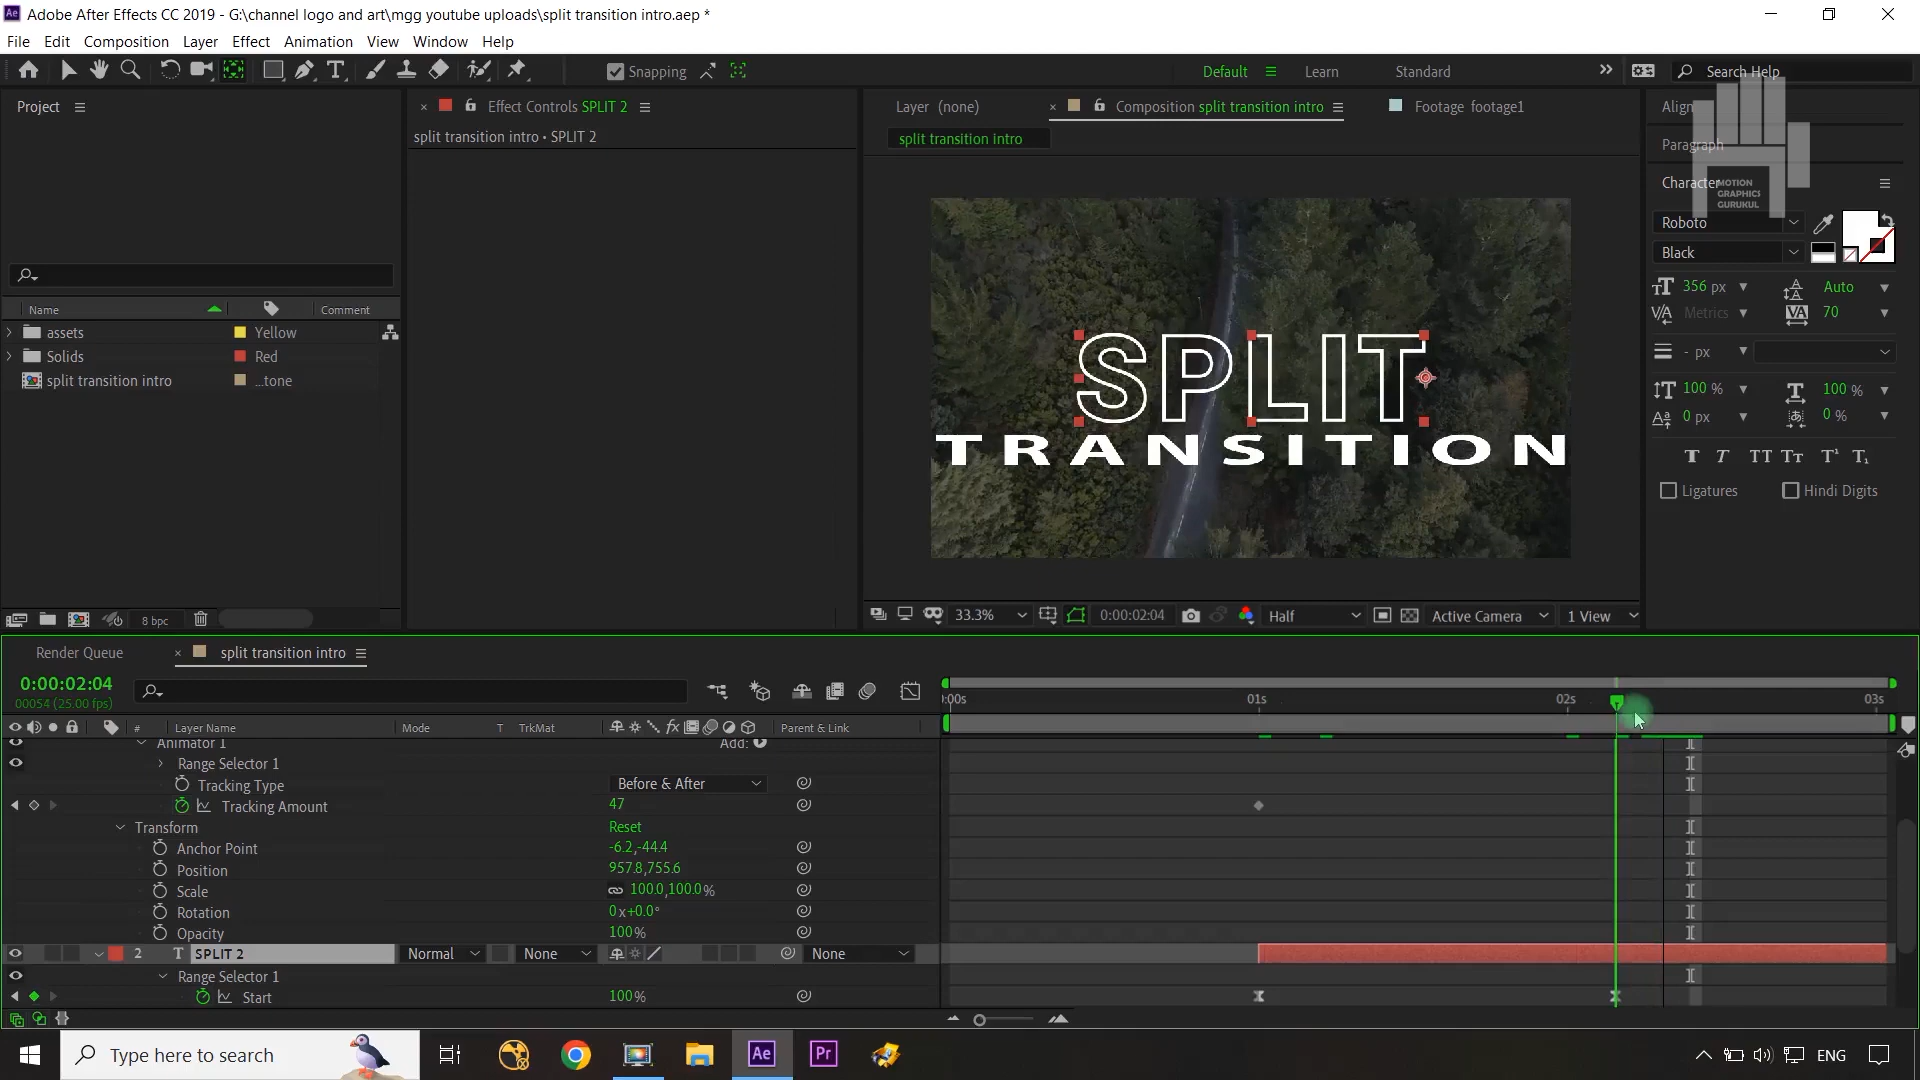 Adobe After Effects CC 2019 - G:\channel logo and art\mgg youtube uploads\split transition intro.aep *
File Edit Composition Layer Effect Animation View Window Help
Snapping Default Learn Standard Search Help
Project
Effect Controls SPLIT 2
Layer (none)
Composition split transition intro
Footage footage1
Align
split transition intro • SPLIT 2
split transition intro
Paragraph
Character
MOTION
GRAPHICS
GURUKUL
Roboto
Black
356 px Auto
Metrics 70
- px
100 % 100 %
0 px 0 %
T T TT Tт T¹ T₁
Ligatures Hindi Digits
SPLIT
TRANSITION
Name Comment
assets Yellow
Solids Red
split transition intro ...tone
8 bpc
33.3% 0:00:02:04 Half Active Camera 1 View
Render Queue
split transition intro
0:00:02:04
00054 (25.00 fps)
:00s 01s 02s 03s
# Layer Name Mode T TrkMat Parent & Link
Animator 1 Add:
Range Selector 1
Tracking Type Before & After
Tracking Amount 47
Transform Reset
Anchor Point -6.2,-44.4
Position 957.8,755.6
Scale 100.0,100.0%
Rotation 0x+0.0°
Opacity 100%
2 T SPLIT 2 Normal None None
Range Selector 1
Start 100%
Type here to search
Ae Pr
ENG